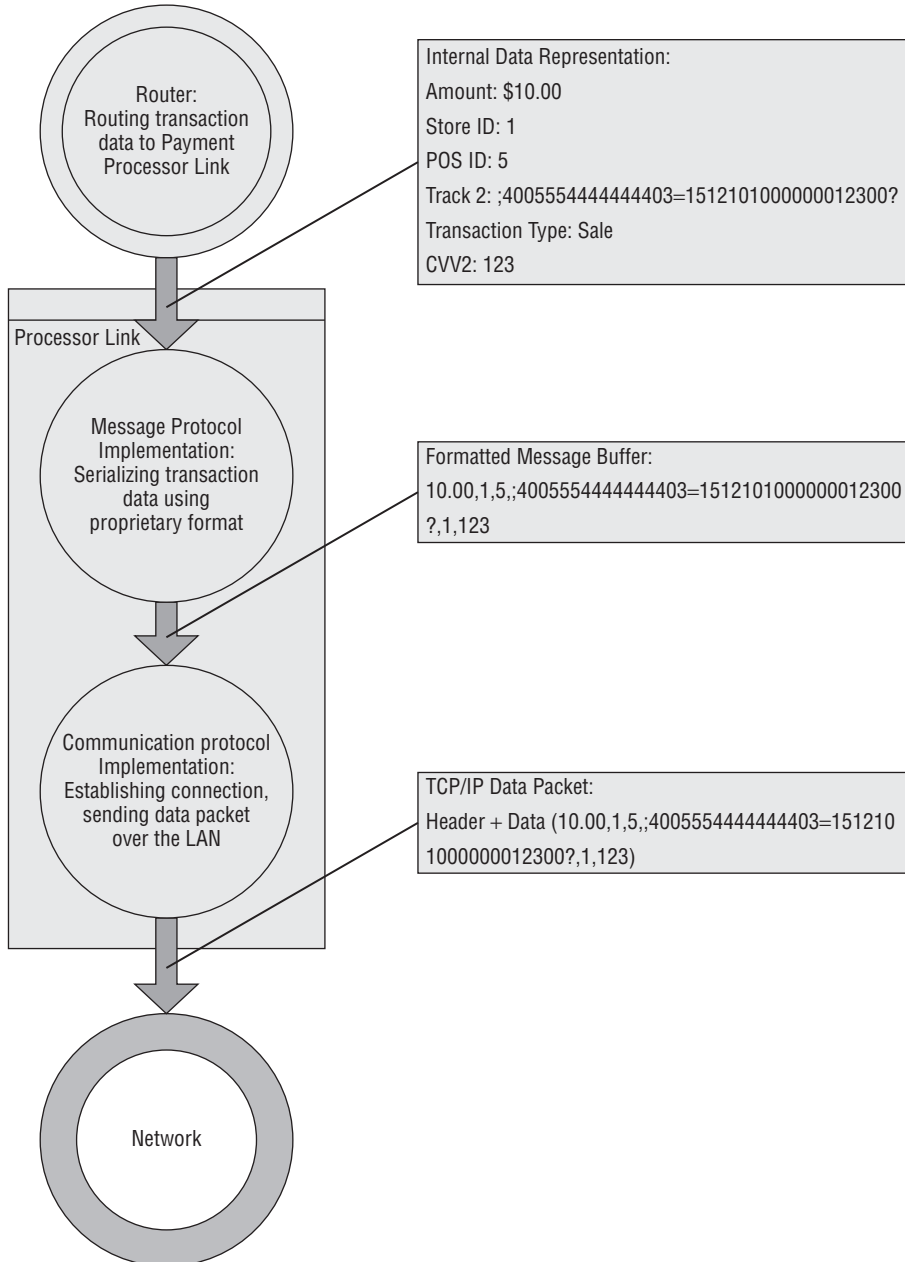 Router:
Routing transaction
data to Payment
Processor Link
Internal Data Representation:
Amount: $10.00
Store ID: 1
POS ID: 5
Track 2: ;4005554444444403=1512101000000012300?
Transaction Type: Sale
CVV2: 123
Processor Link
Message Protocol
Implementation:
Serializing transaction
data using
proprietary format
Formatted Message Buffer:
10.00,1,5,;4005554444444403=1512101000000012300
?,1,123
Communication protocol
Implementation:
Establishing connection,
sending data packet
over the LAN
TCP/IP Data Packet:
Header + Data (10.00,1,5,;4005554444444403=151210
1000000012300?,1,123)
Network